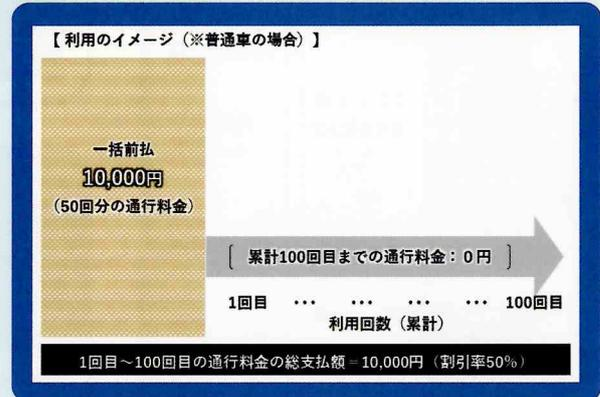 【 利用のイメージ（※普通車の場合）】
一括前払
10,000円
（50回分の通行料金）
［ 累計100回目までの通行料金：０円 ］
1回目 … … … … 100回目
利用回数（累計）
1回目～100回目の通行料金の総支払額＝10,000円（割引率50％）